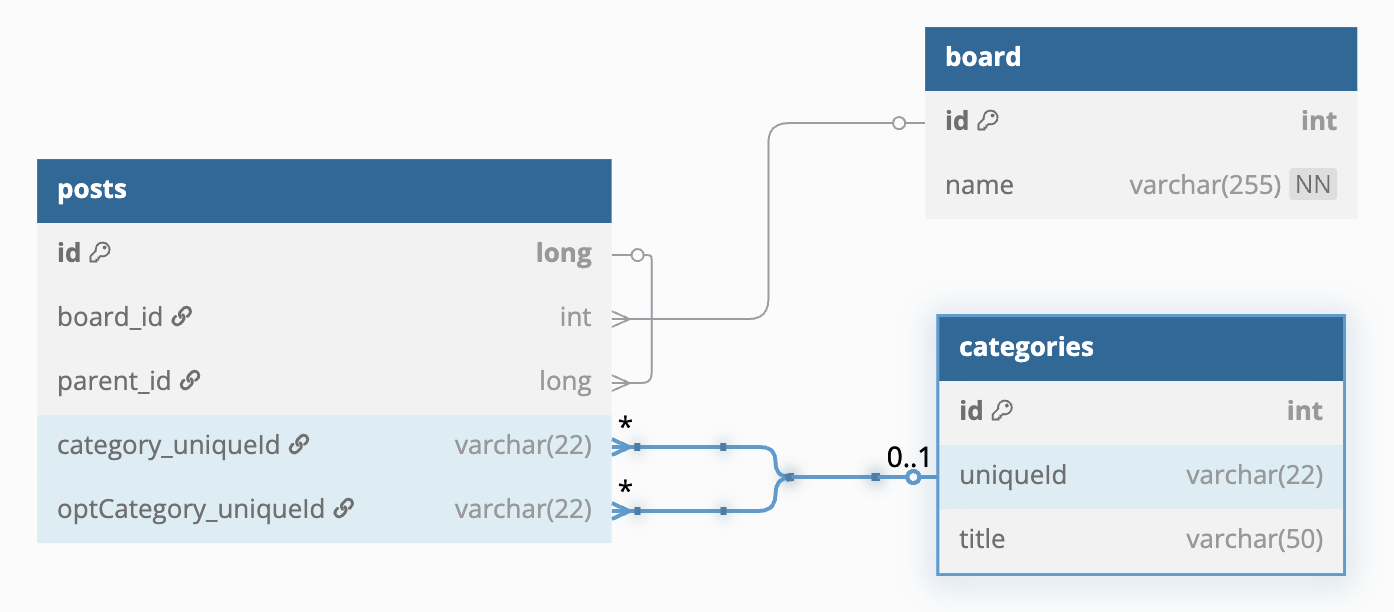 board
id int
name varchar(255) NN
posts
id long
board_id int
parent_id long
category_uniqueId varchar(22) *
optCategory_uniqueId varchar(22) *
0..1
categories
id int
uniqueId varchar(22)
title varchar(50)